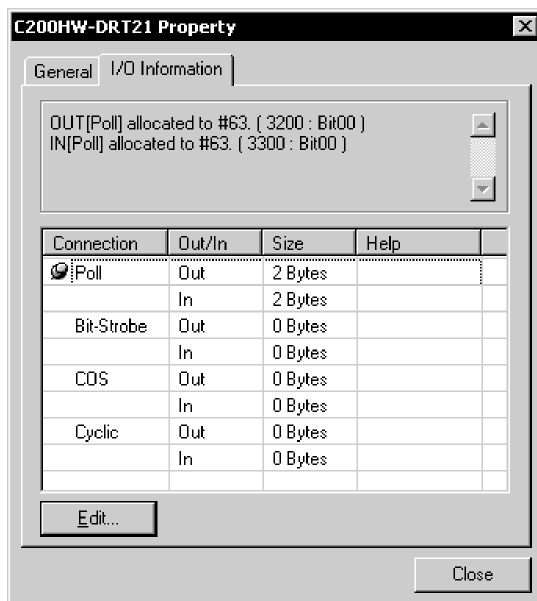 C200HW-DRT21 Property
General I/O Information
OUT[Poll] allocated to #63. ( 3200 : Bit00 )
IN[Poll] allocated to #63. ( 3300 : Bit00 )
Connection Out/In Size Help
Poll Out 2 Bytes
In 2 Bytes
Bit-Strobe Out 0 Bytes
In 0 Bytes
COS Out 0 Bytes
In 0 Bytes
Cyclic Out 0 Bytes
In 0 Bytes
Edit...
Close